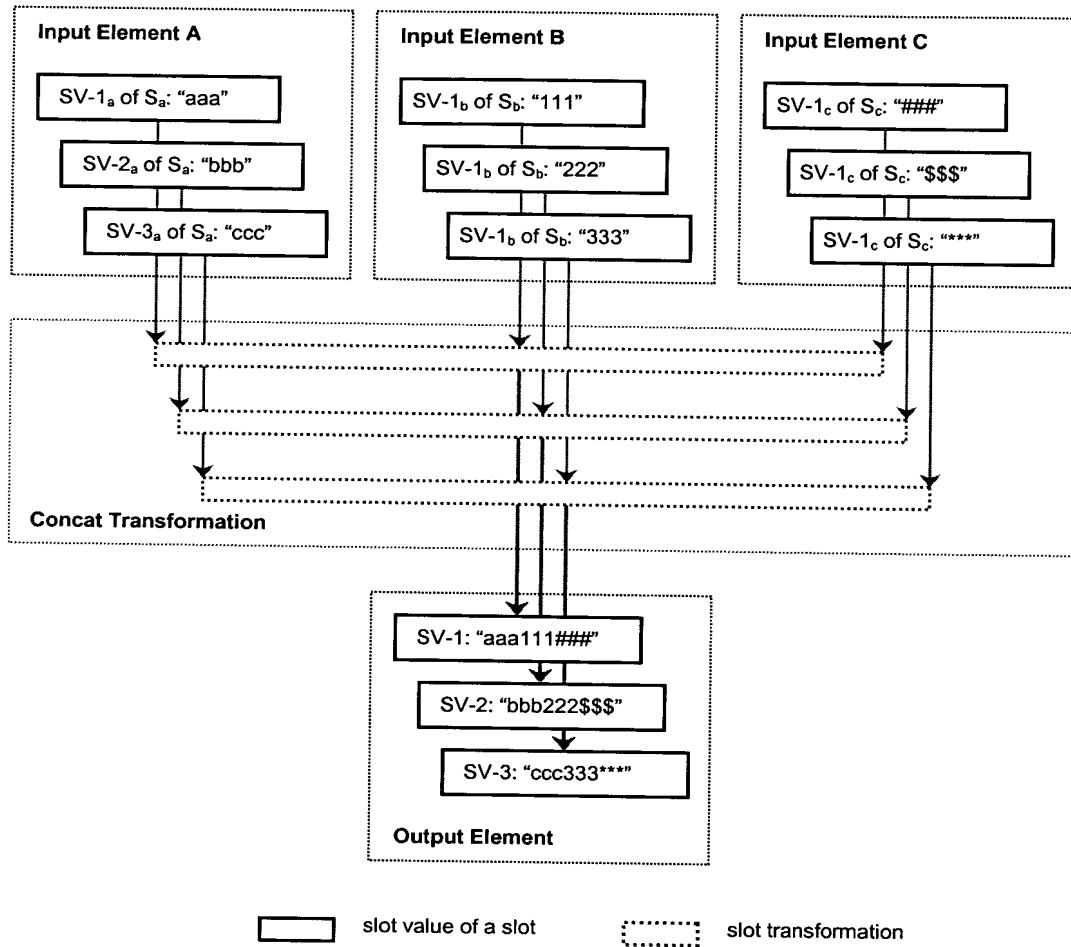 Input Element A
SV-1a of Sa: “aaa”
SV-2a of Sa: “bbb”
SV-3a of Sa: “ccc”
Input Element B
SV-1b of Sb: “111”
SV-1b of Sb: “222”
SV-1b of Sb: “333”
Input Element C
SV-1c of Sc: “###”
SV-1c of Sc: “$$$”
SV-1c of Sc: “***”
Concat Transformation
SV-1: “aaa111###”
SV-2: “bbb222$$$”
SV-3: “ccc333***”
Output Element
slot value of a slot
slot transformation